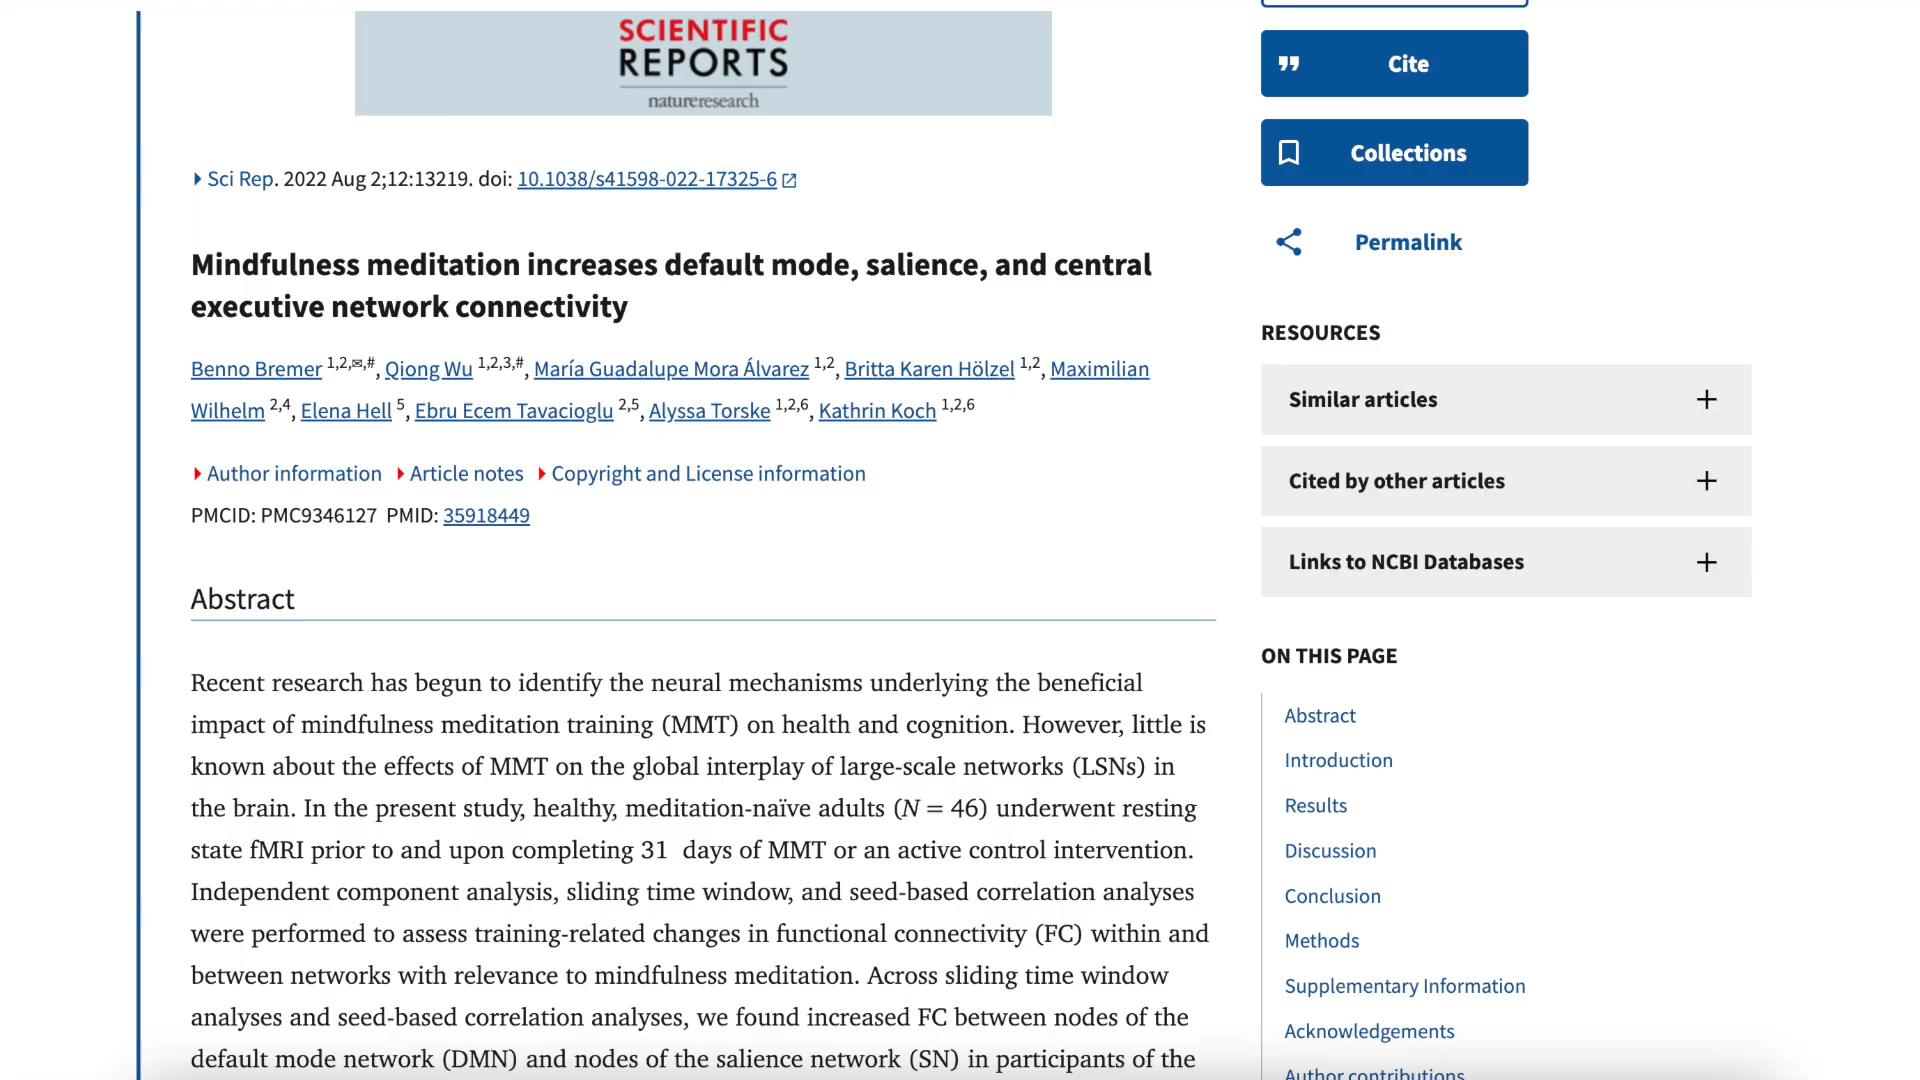 SCIENTIFIC
REPORTS
natureresearch
Sci Rep. 2022 Aug 2;12:13219. doi: 10.1038/s41598-022-17325-6
Mindfulness meditation increases default mode, salience, and central
executive network connectivity
Benno Bremer 1,2,✉,#, Qiong Wu 1,2,3,#, María Guadalupe Mora Álvarez 1,2, Britta Karen Hölzel 1,2, Maximilian
Wilhelm 2,4, Elena Hell 5, Ebru Ecem Tavacioglu 2,5, Alyssa Torske 1,2,6, Kathrin Koch 1,2,6
Author information Article notes Copyright and License information
PMCID: PMC9346127 PMID: 35918449
Abstract
Recent research has begun to identify the neural mechanisms underlying the beneficial
impact of mindfulness meditation training (MMT) on health and cognition. However, little is
known about the effects of MMT on the global interplay of large-scale networks (LSNs) in
the brain. In the present study, healthy, meditation-naïve adults (N = 46) underwent resting
state fMRI prior to and upon completing 31 days of MMT or an active control intervention.
Independent component analysis, sliding time window, and seed-based correlation analyses
were performed to assess training-related changes in functional connectivity (FC) within and
between networks with relevance to mindfulness meditation. Across sliding time window
analyses and seed-based correlation analyses, we found increased FC between nodes of the
default mode network (DMN) and nodes of the salience network (SN) in participants of the
Cite
Collections
Permalink
RESOURCES
Similar articles
Cited by other articles
Links to NCBI Databases
ON THIS PAGE
Abstract
Introduction
Results
Discussion
Conclusion
Methods
Supplementary Information
Acknowledgements
Author contributions